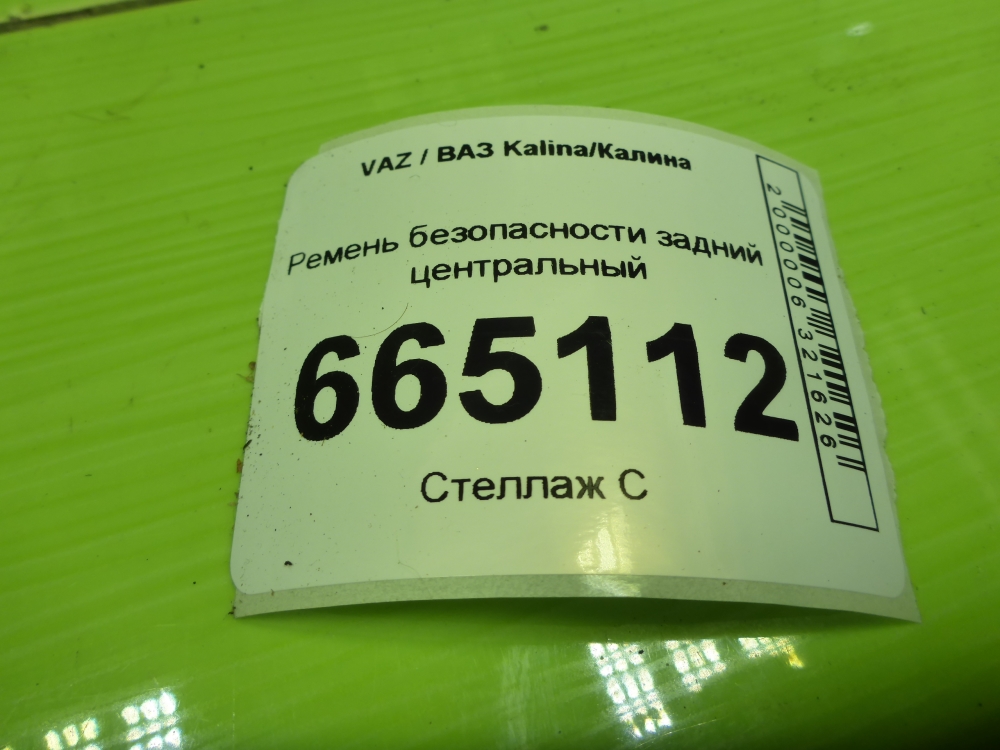 VAZ / ВАЗ Kalina/Калина
Ремень безопасности задний
центральный
665112
Стеллаж С
2000006321626